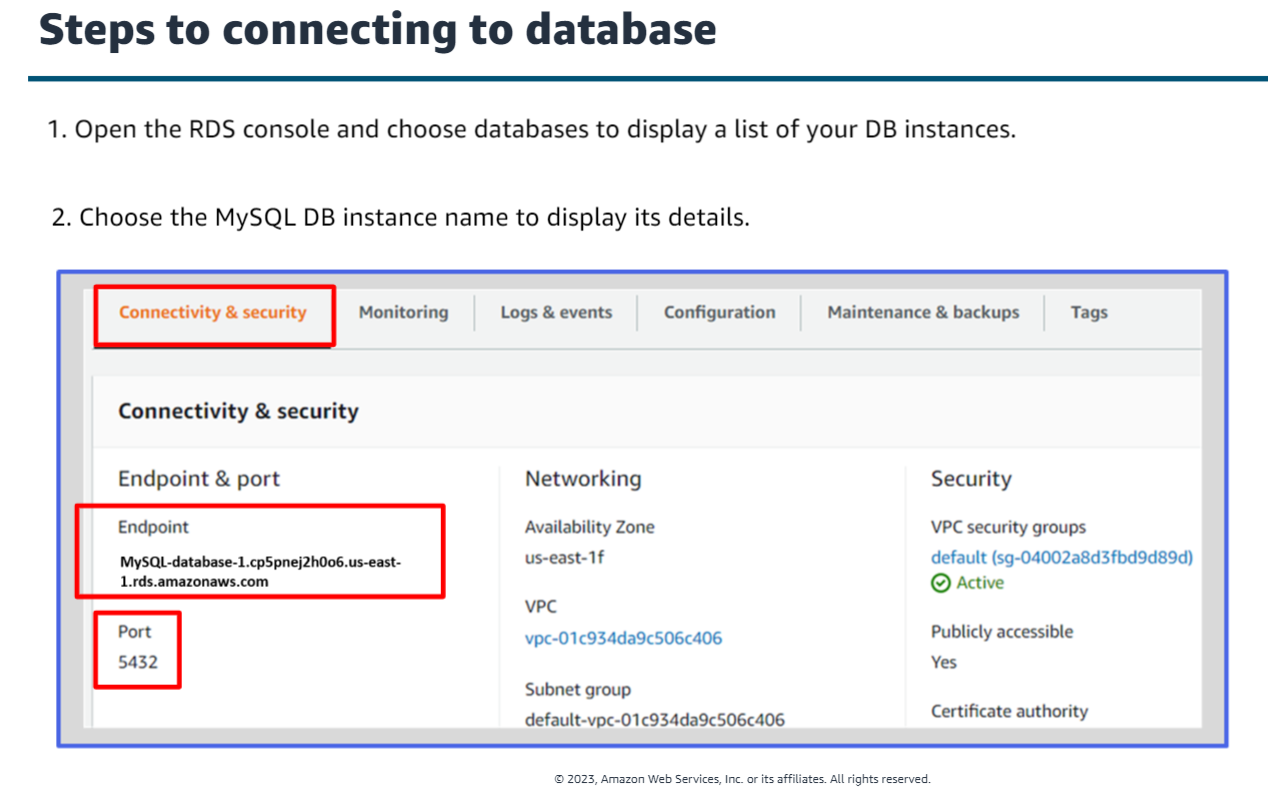 Steps to connecting to database
1. Open the RDS console and choose databases to display a list of your DB instances.
2. Choose the MySQL DB instance name to display its details.
Connectivity & security
Monitoring
Logs & events
Configuration
Maintenance & backups
Tags
Connectivity & security
Endpoint & port
Endpoint
MySQL-database-1.cp5pnej2h0o6.us-east-
1.rds.amazonaws.com
Port
5432
Networking
Availability Zone
us-east-1f
VPC
vpc-01c934da9c506c406
Subnet group
default-vpc-01c934da9c506c406
Security
VPC security groups
default (sg-04002a8d3fbd9d89d)
Active
Publicly accessible
Yes
Certificate authority
© 2023, Amazon Web Services, Inc. or its affiliates. All rights reserved.